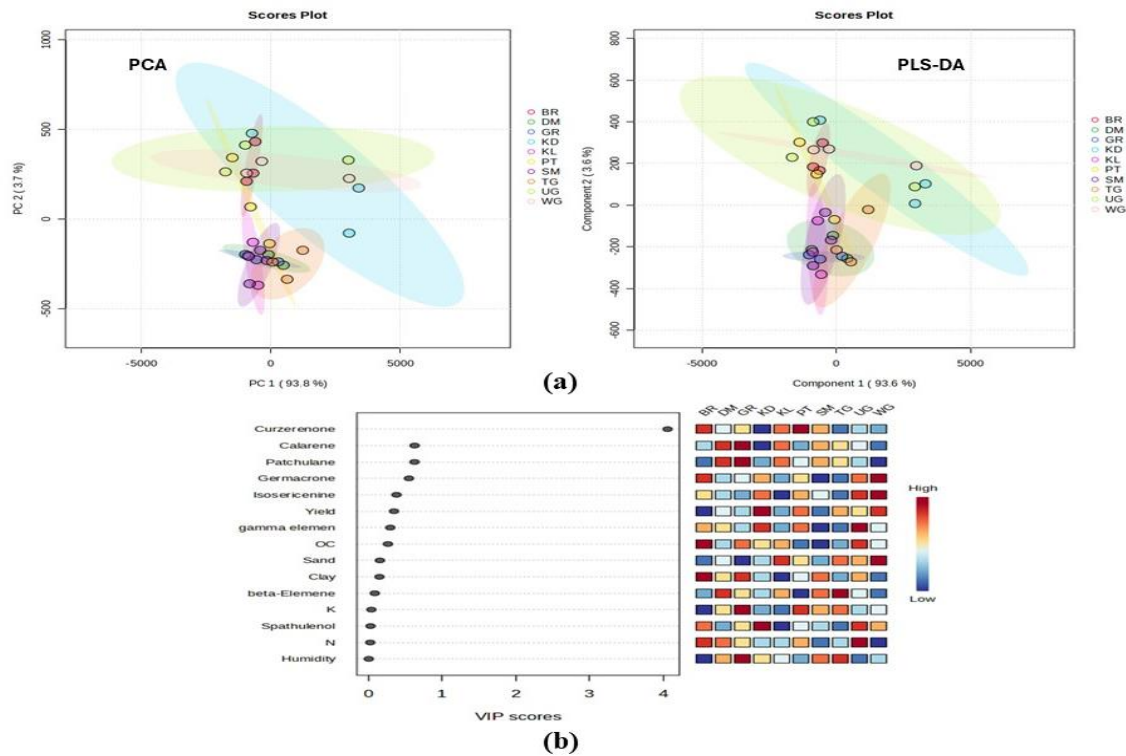 Scores Plot
PCA
PC 2 ( 3.7 %)
1000
500
0
-500
-5000
0
5000
PC 1 ( 93.8 %)
BR
DM
GR
KD
KL
PT
SM
TG
UG
WG
Scores Plot
PLS-DA
Component 2 ( 3.6 %)
800
600
400
200
0
-200
-400
-600
-5000
0
5000
Component 1 ( 93.6 %)
BR
DM
GR
KD
KL
PT
SM
TG
UG
WG
(a)
BR DM GR KD KL PT SM TG UG WG
Curzerenone
Calarene
Patchulane
Germacrone
Isosericenine
Yield
gamma elemen
OC
Sand
Clay
beta-Elemene
K
Spathulenol
N
Humidity
0 1 2 3 4
VIP scores
High
Low
(b)